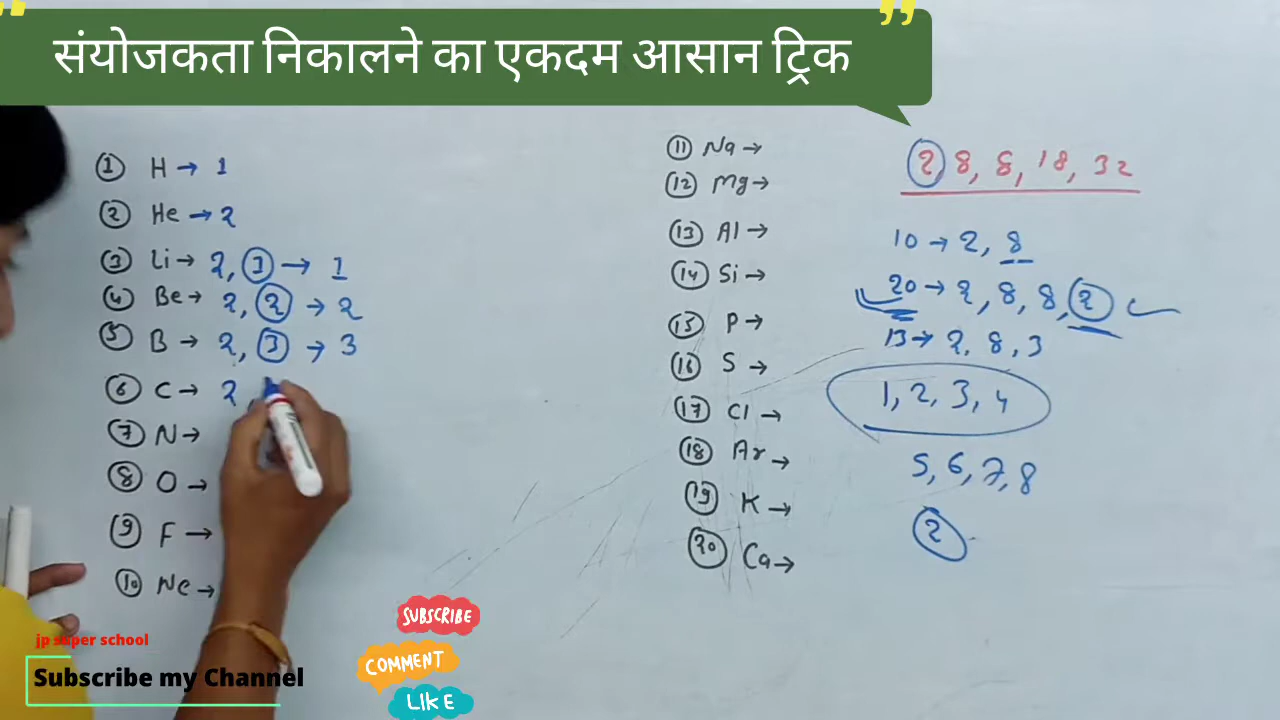 संयोजकता निकालने का एकदम आसान ट्रिक
① H → 1
② He → 2
③ Li → 2, 1 → 1
④ Be → 2, 2 → 2
⑤ B → 2, 3 → 3
⑥ C → 2
⑦ N →
⑧ O →
⑨ F →
⑩ Ne →
⑪ Na →
⑫ Mg →
⑬ Al →
⑭ Si →
⑮ P →
⑯ S →
⑰ Cl →
⑱ Ar →
⑲ K →
⑳ Ca →
2, 8, 8, 18, 32
10 → 2, 8
20 → 2, 8, 8, 2
13 → 2, 8, 3
1, 2, 3, 4
5, 6, 7, 8
2
SUBSCRIBE
COMMENT
LIKE
jp super school
Subscribe my Channel